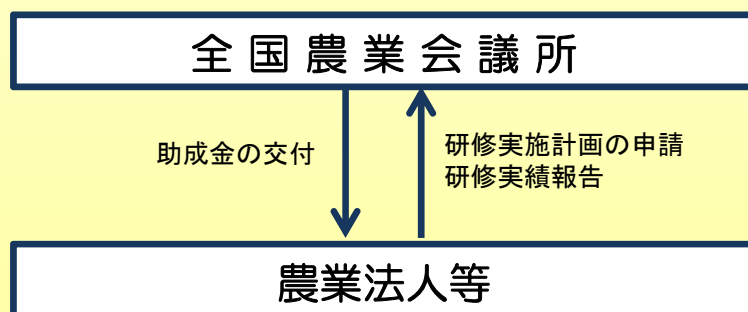 全国農業会議所
助成金の交付
研修実施計画の申請
研修実績報告
農業法人等